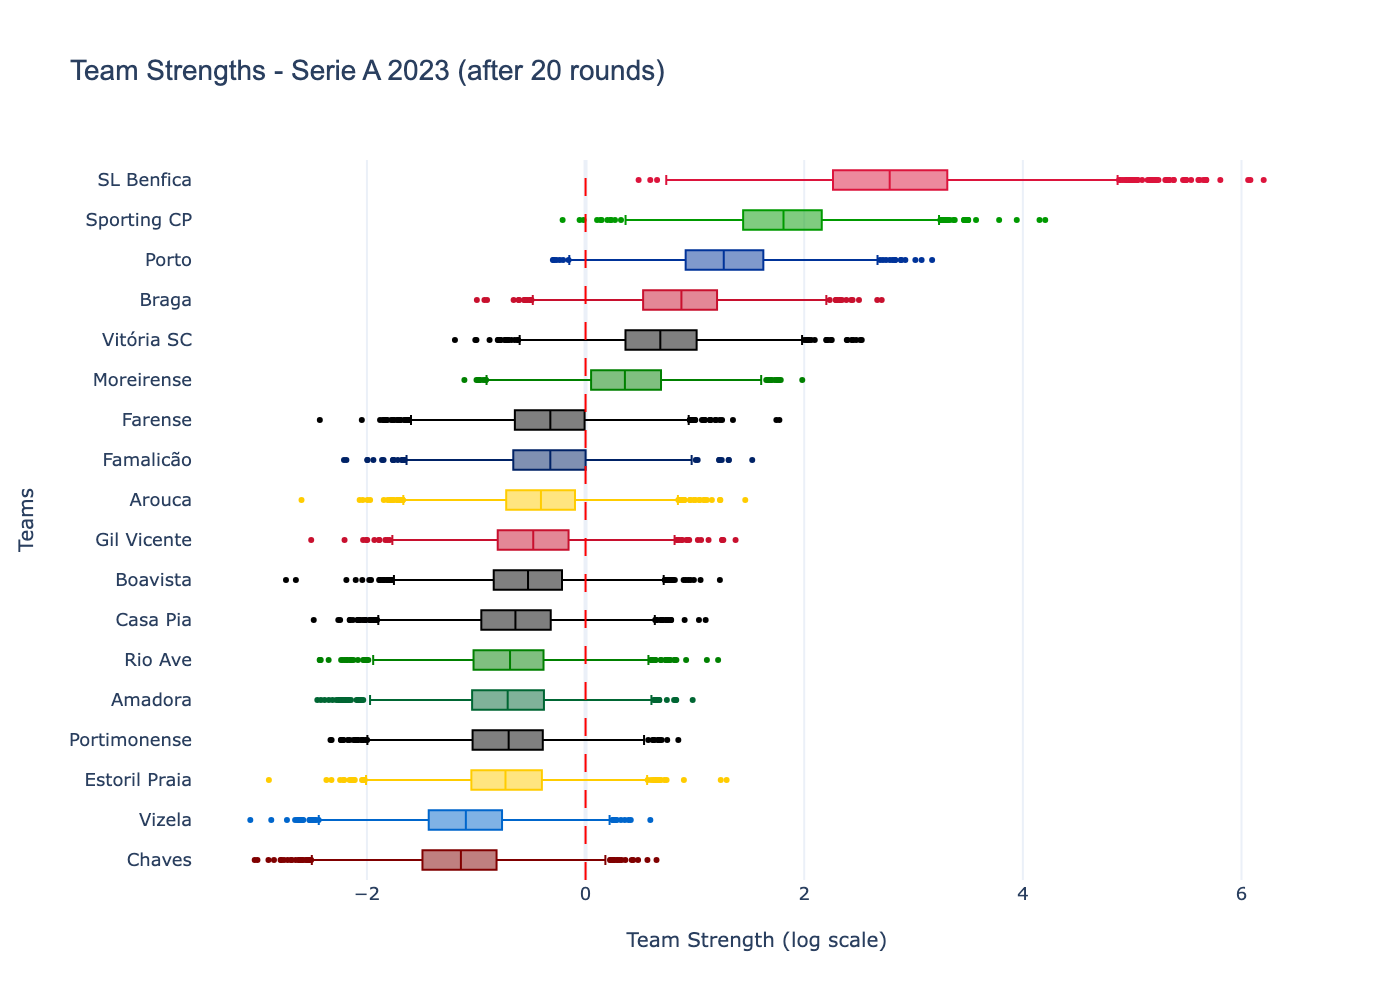 Team Strengths - Serie A 2023 (after 20 rounds)
SL Benfica
Sporting CP
Porto
Braga
Vitória SC
Moreirense
Farense
Famalicão
Arouca
Gil Vicente
Boavista
Casa Pia
Rio Ave
Amadora
Portimonense
Estoril Praia
Vizela
Chaves
Teams
−2 0 2 4 6
Team Strength (log scale)